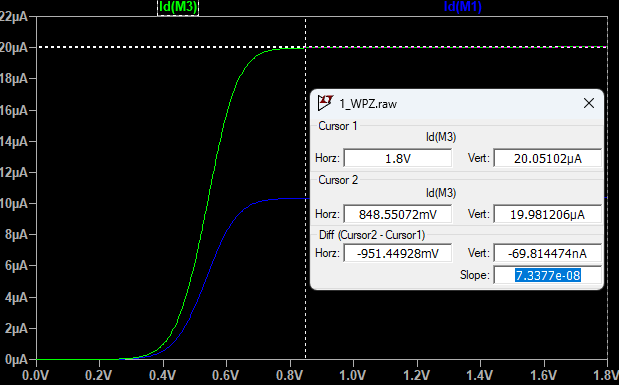 Id(M3) Id(M1)
22µA
20µA
18µA
16µA
14µA
12µA
10µA
8µA
6µA
4µA
2µA
0µA
0.0V 0.2V 0.4V 0.6V 0.8V 1.0V 1.2V 1.4V 1.6V 1.8V
1_WPZ.raw
Cursor 1
Id(M3)
Horz: 1.8V Vert: 20.05102µA
Cursor 2
Id(M3)
Horz: 848.55072mV Vert: 19.981206µA
Diff (Cursor2 - Cursor1)
Horz: -951.44928mV Vert: -69.814474nA
Slope: 7.3377e-08